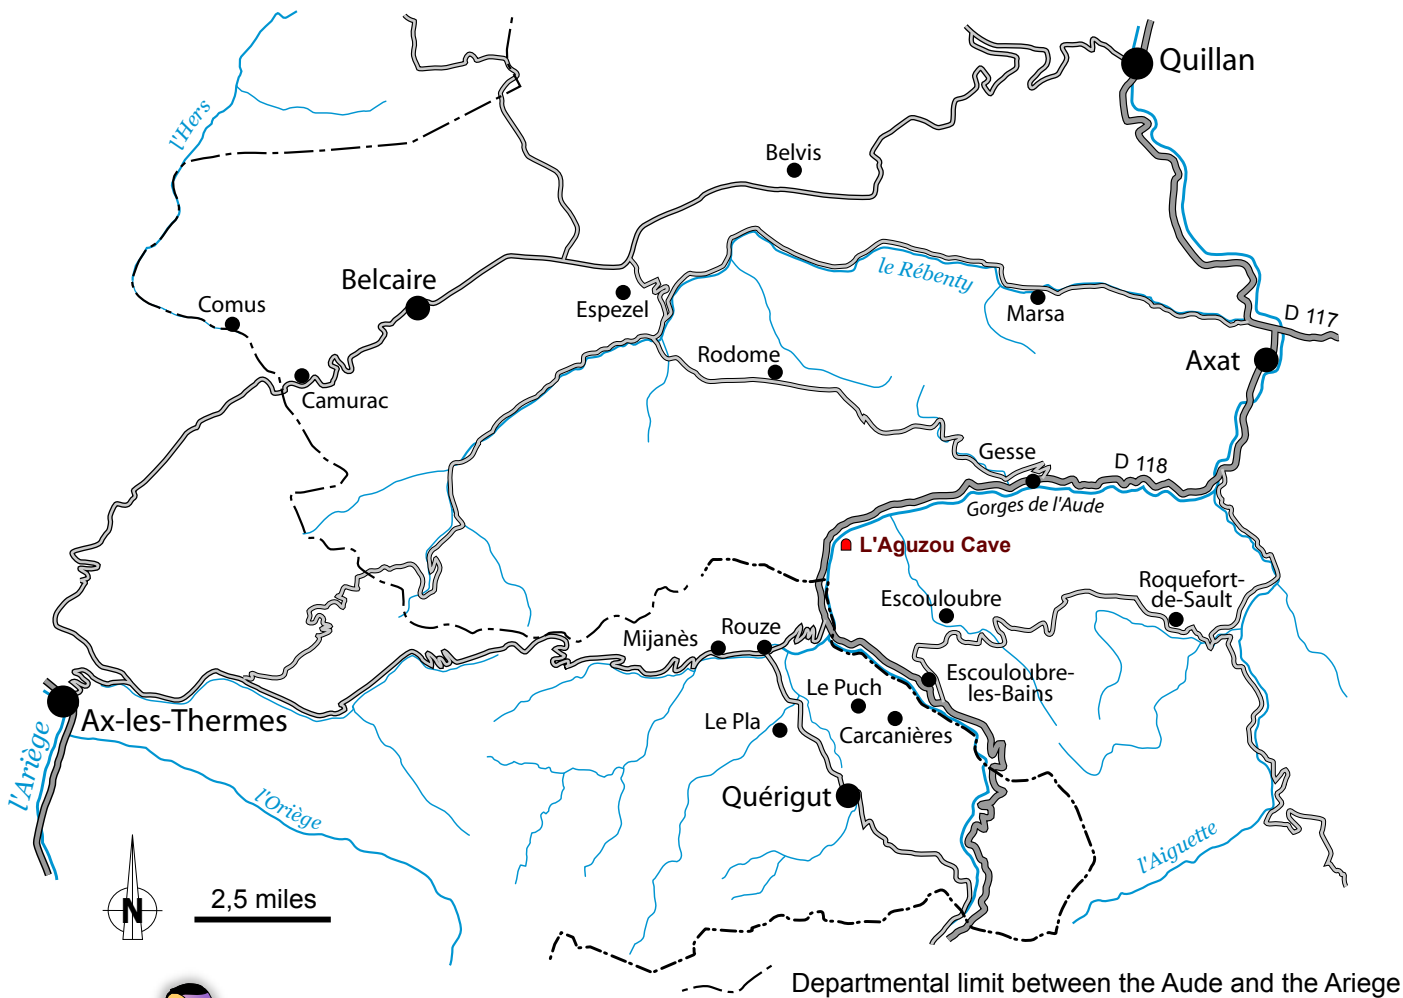 Quillan
l'Hers
Belvis
le Rébenty
Belcaire
Comus
Espezel
Marsa
D 117
Rodome
Axat
Camurac
Gesse
D 118
Gorges de l'Aude
L'Aguzou Cave
Roquefort-
de-Sault
Escouloubre
Mijanès
Rouze
Escouloubre-
les-Bains
Le Puch
Ax-les-Thermes
Le Pla
Carcanières
l'Ariège
l'Oriège
Quérigut
l'Aiguette
N
2,5 miles
Departmental limit between the Aude and the Ariege